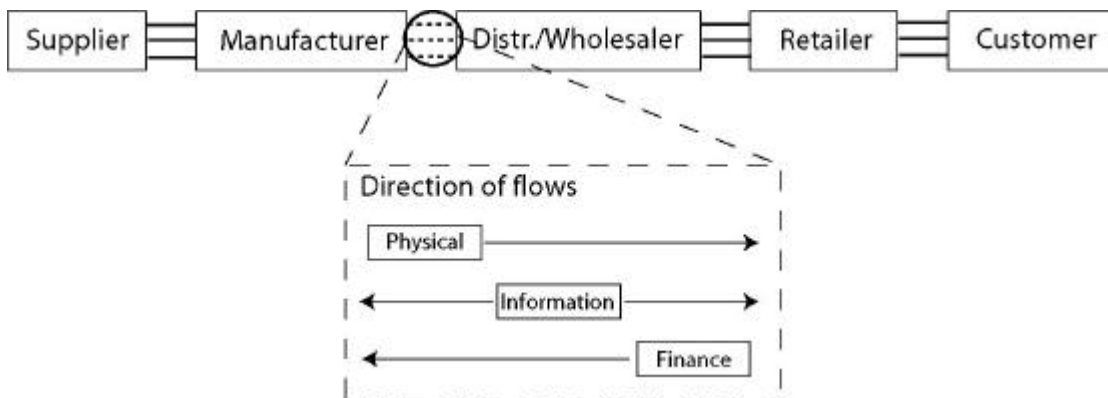 Supplier Manufacturer Distr./Wholesaler Retailer Customer
Direction of flows
Physical
Information
Finance